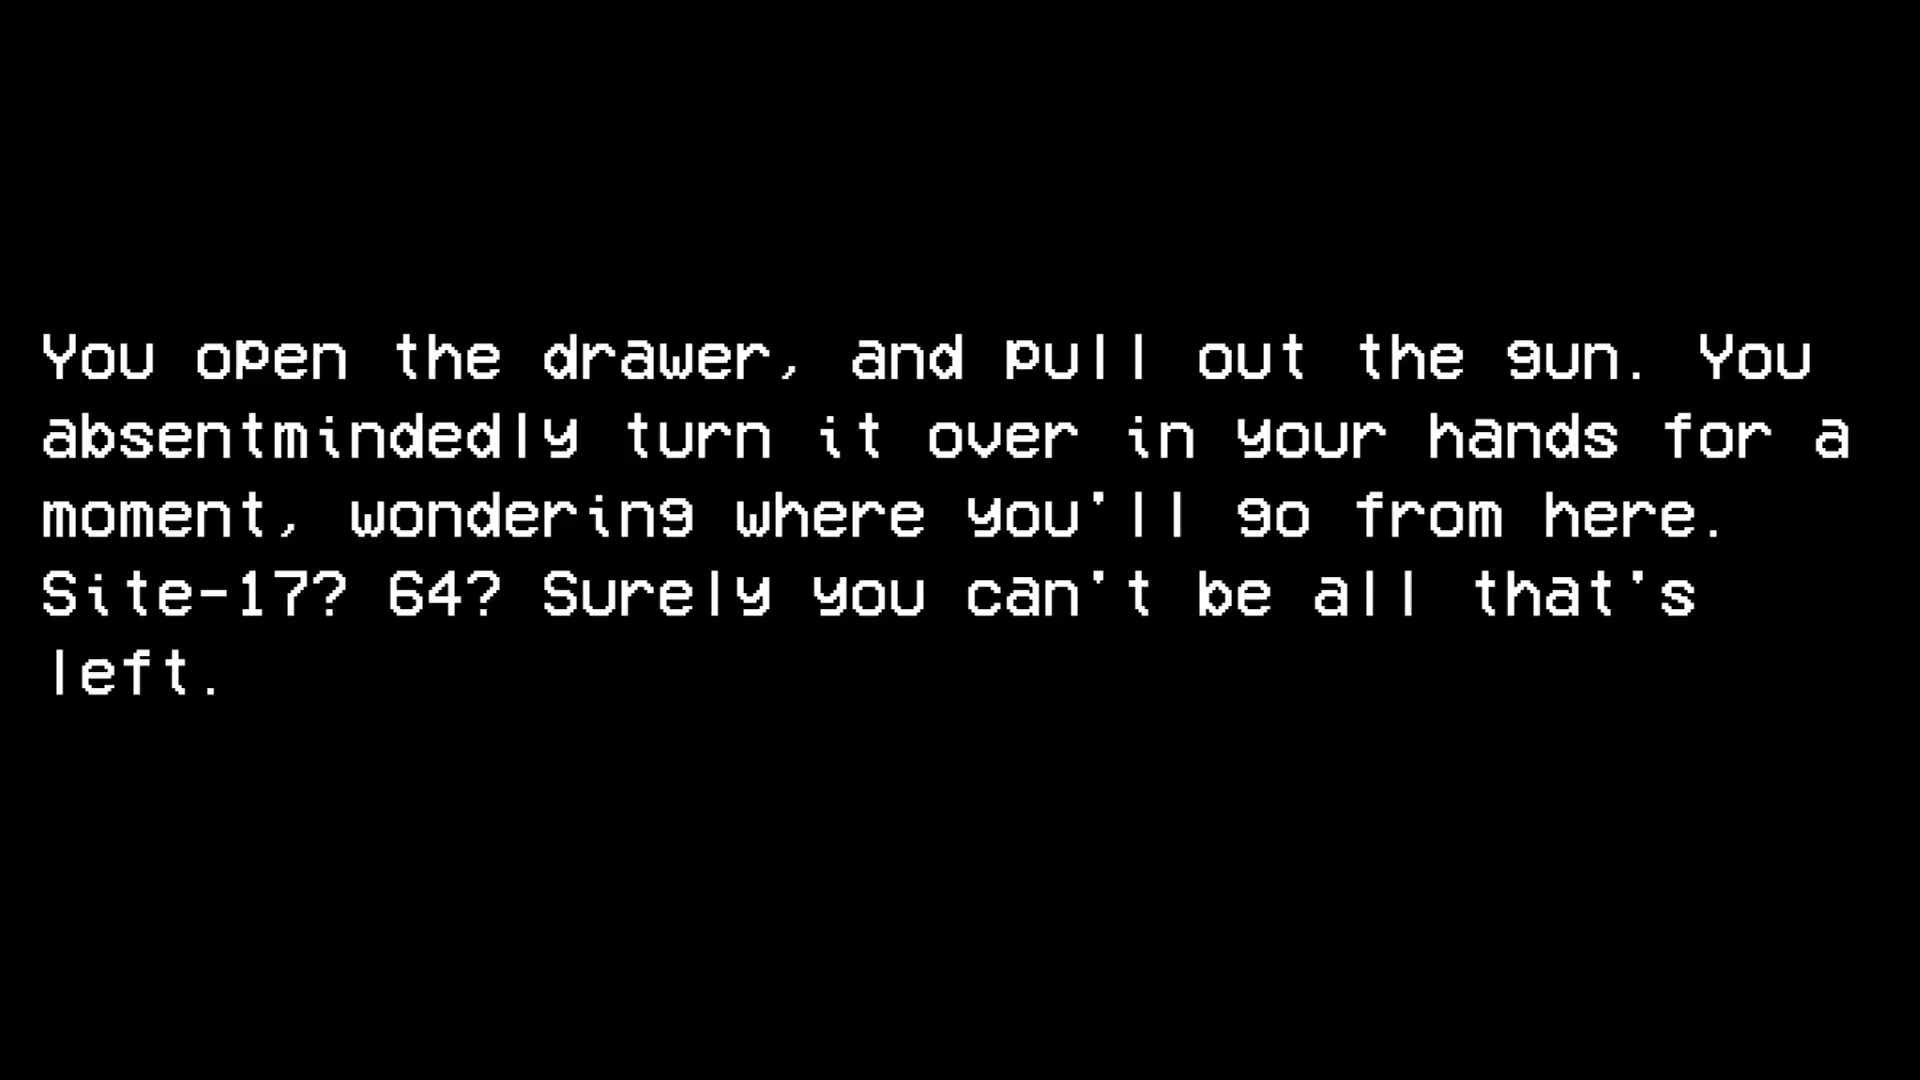 You open the drawer, and pull out the gun. You
absentmindedly turn it over in your hands for a
moment, wondering where you'll go from here.
Site-17? 64? Surely you can't be all that's
left.